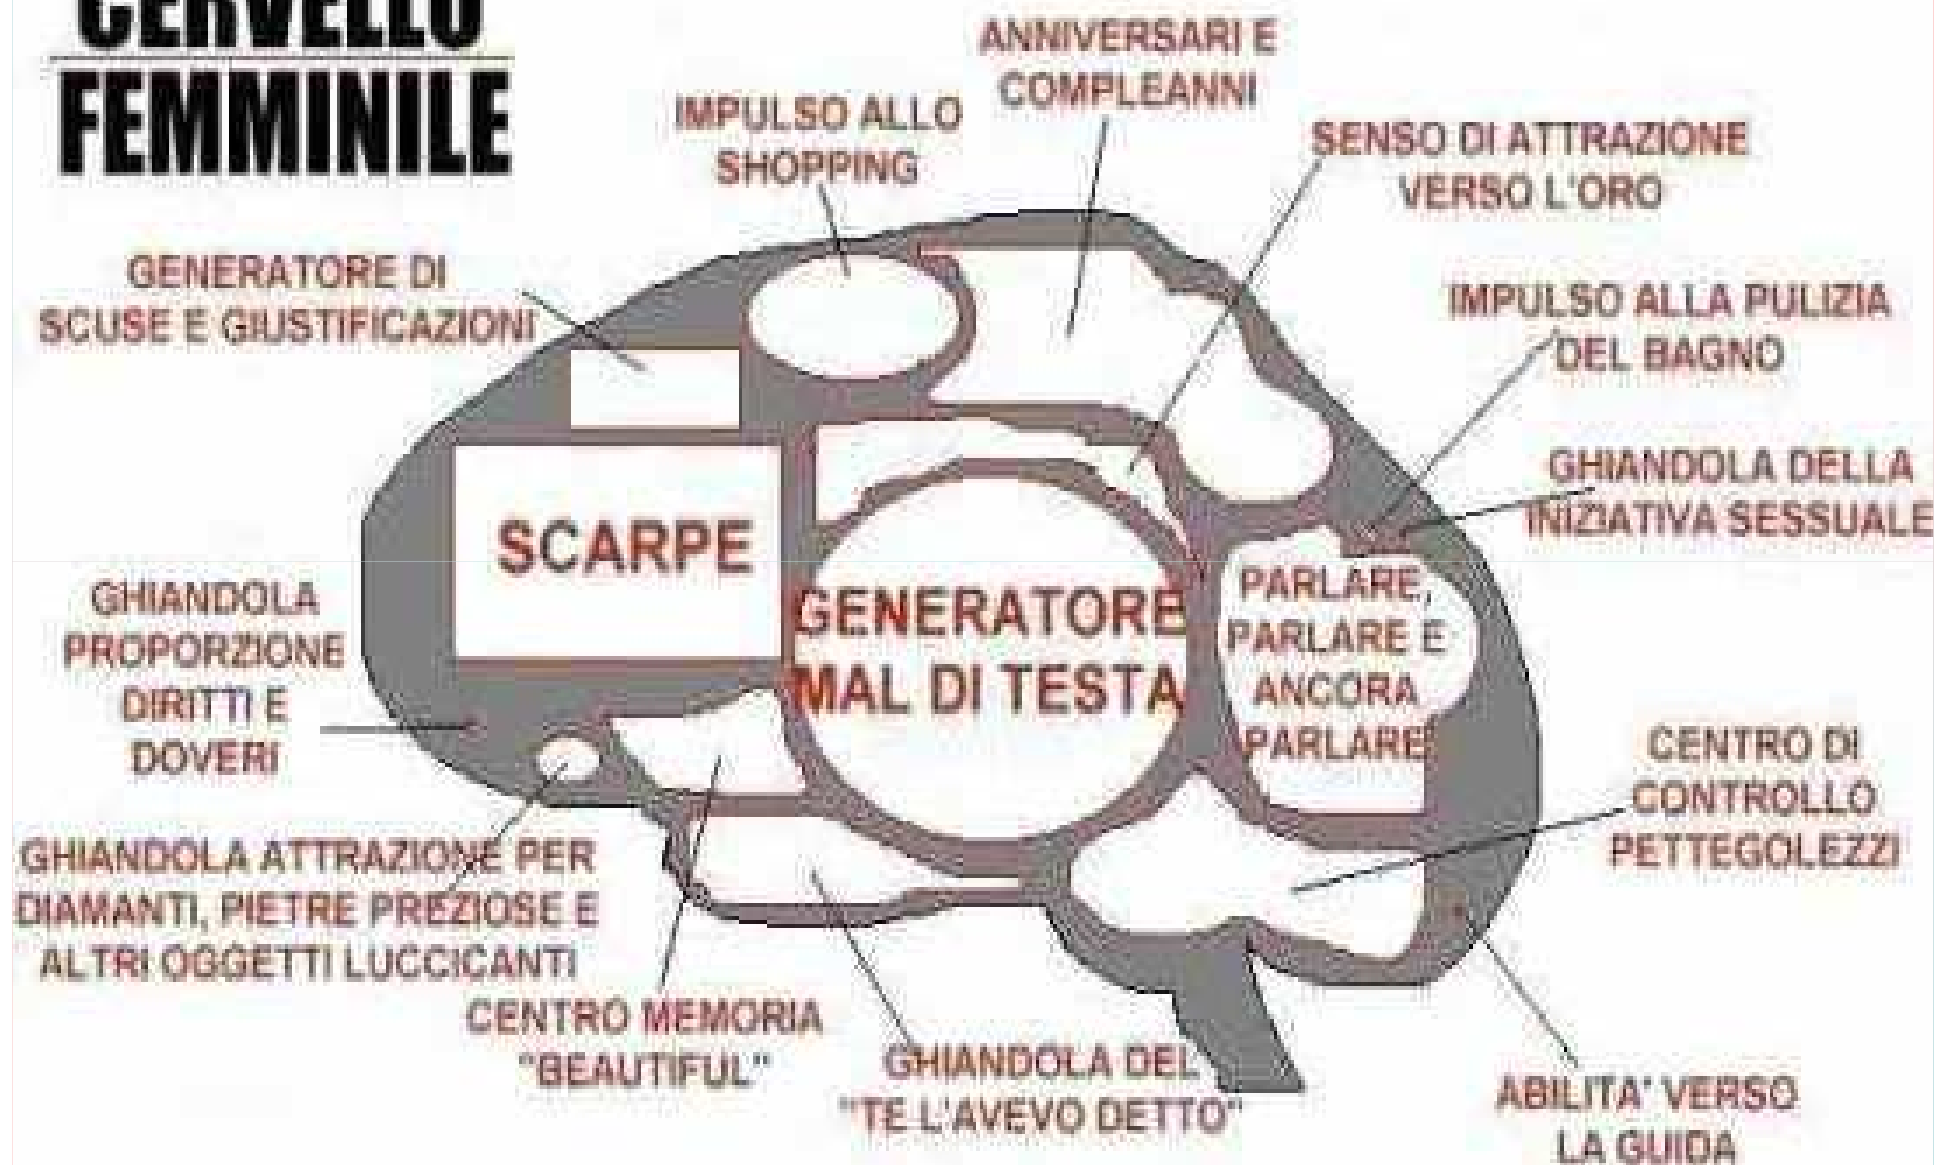 CERVELLO
FEMMINILE
ANNIVERSARI E
COMPLEANNI
IMPULSO ALLO
SHOPPING
SENSO DI ATTRAZIONE
VERSO L'ORO
GENERATORE DI
SCUSE E GIUSTIFICAZIONI
IMPULSO ALLA PULIZIA
DEL BAGNO
GHIANDOLA DELLA
INIZIATIVA SESSUALE
SCARPE
GENERATORE
MAL DI TESTA
PARLARE,
PARLARE E
ANCORA
PARLARE
GHIANDOLA
PROPORZIONE
DIRITTI E
DOVERI
CENTRO DI
CONTROLLO
PETTEGOLEZZI
GHIANDOLA ATTRAZIONE PER
DIAMANTI, PIETRE PREZIOSE E
ALTRI OGGETTI LUCCICANTI
CENTRO MEMORIA
"BEAUTIFUL"
GHIANDOLA DEL
"TE L'AVEVO DETTO"
ABILITA' VERSO
LA GUIDA